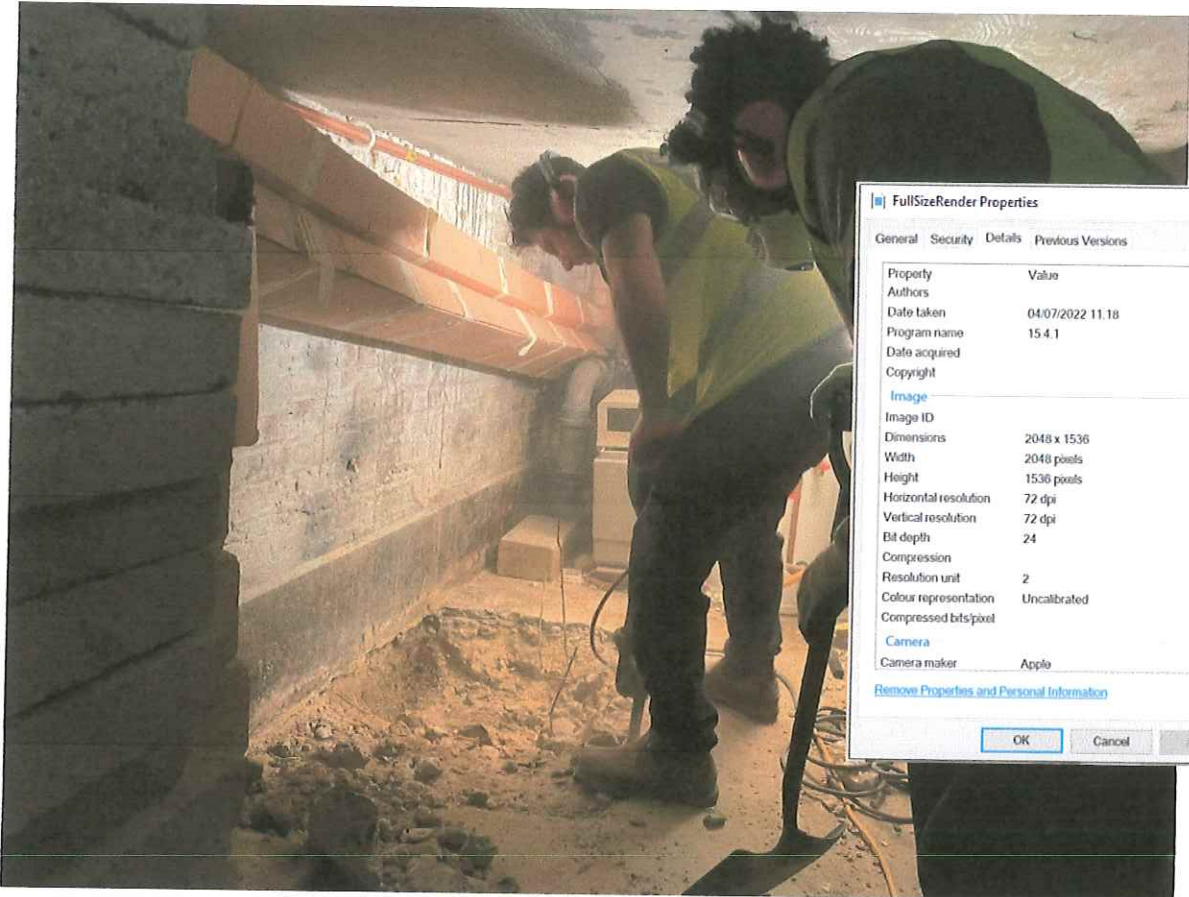 FullSizeRender Properties
General Security Details Previous Versions
Property Value
Authors
Date taken 04/07/2022 11.18
Program name 15.4.1
Date acquired
Copyright
Image
Image ID
Dimensions 2048 x 1536
Width 2048 pixels
Height 1536 pixels
Horizontal resolution 72 dpi
Vertical resolution 72 dpi
Bit depth 24
Compression
Resolution unit 2
Colour representation Uncalibrated
Compressed bits/pixel
Camera
Camera maker Apple
Remove Properties and Personal Information
OK Cancel